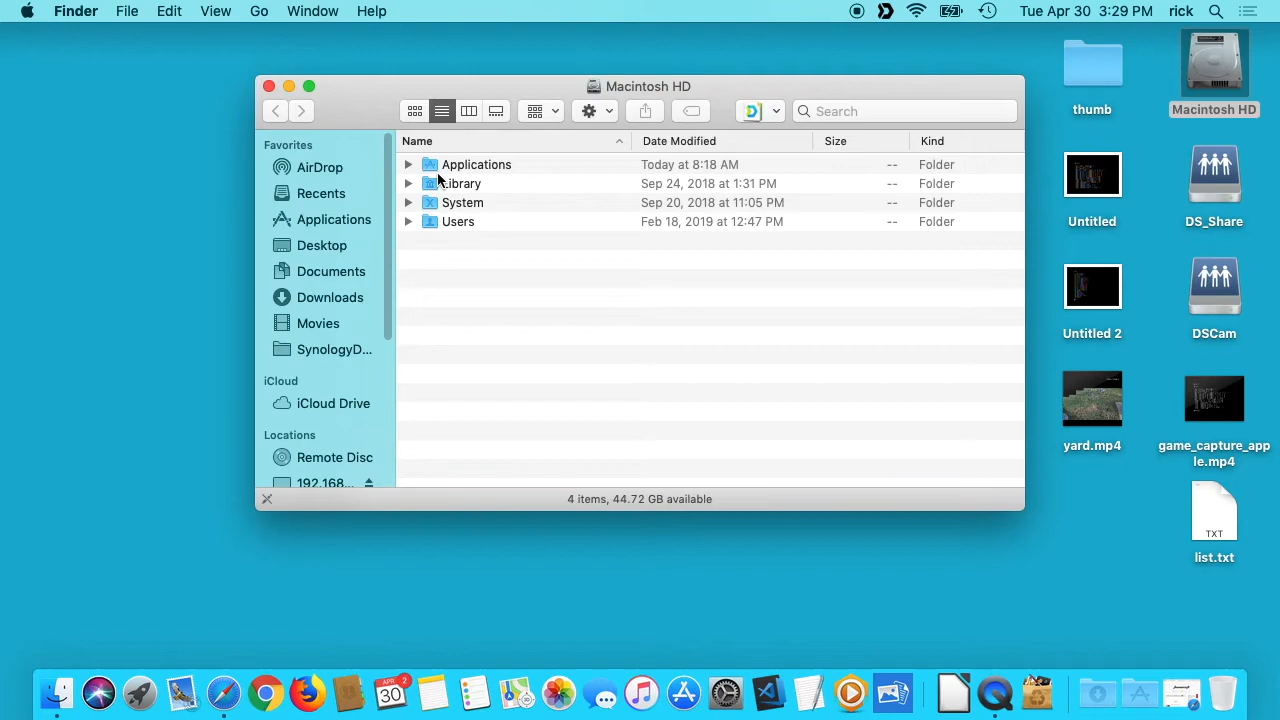 Finder File Edit View Go Window Help Tue Apr 30 3:29 PM rick
Macintosh HD
Search
Name Date Modified Size Kind
Applications Today at 8:18 AM -- Folder
Library Sep 24, 2018 at 1:31 PM -- Folder
System Sep 20, 2018 at 11:05 PM -- Folder
Users Feb 18, 2019 at 12:47 PM -- Folder
Favorites
AirDrop
Recents
Applications
Desktop
Documents
Downloads
Movies
SynologyD...
iCloud
iCloud Drive
Locations
Remote Disc
192.168...
4 items, 44.72 GB available
thumb
Macintosh HD
Untitled
DS_Share
Untitled 2
DSCam
yard.mp4
game_capture_app
le.mp4
TXT
list.txt
APR
2
30